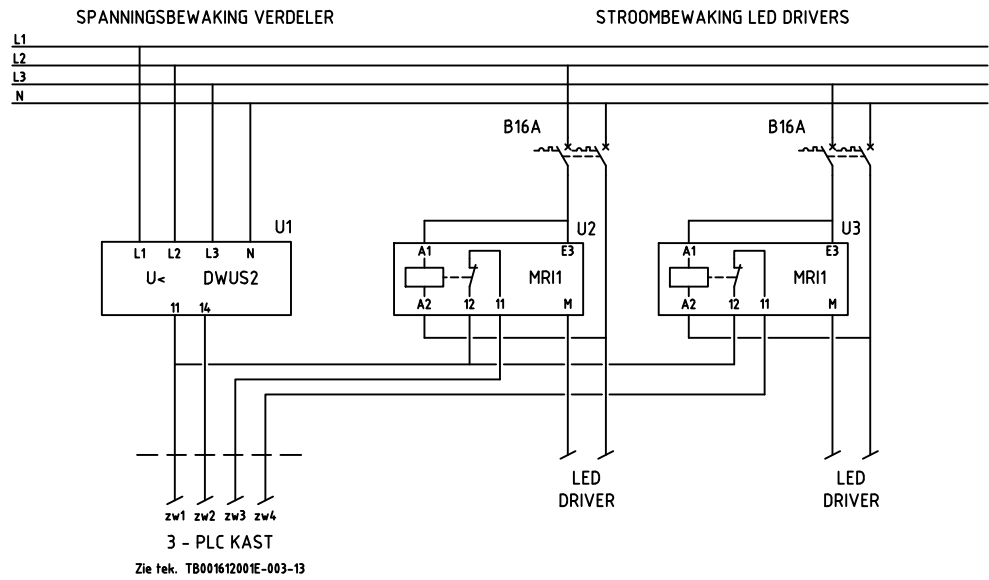 SPANNINGSBEWAKING VERDELER
STROOMBEWAKING LED DRIVERS
L1
L2
L3
N
B16A
B16A
U1
U2
U3
L1 L2 L3 N
A1 E3
A1 E3
U< DWUS2
MRI1
MRI1
11 14
A2 12 11 M
A2 12 11 M
LED
DRIVER
LED
DRIVER
zw1 zw2 zw3 zw4
3 - PLC KAST
Zie tek. TB001612001E-003-13